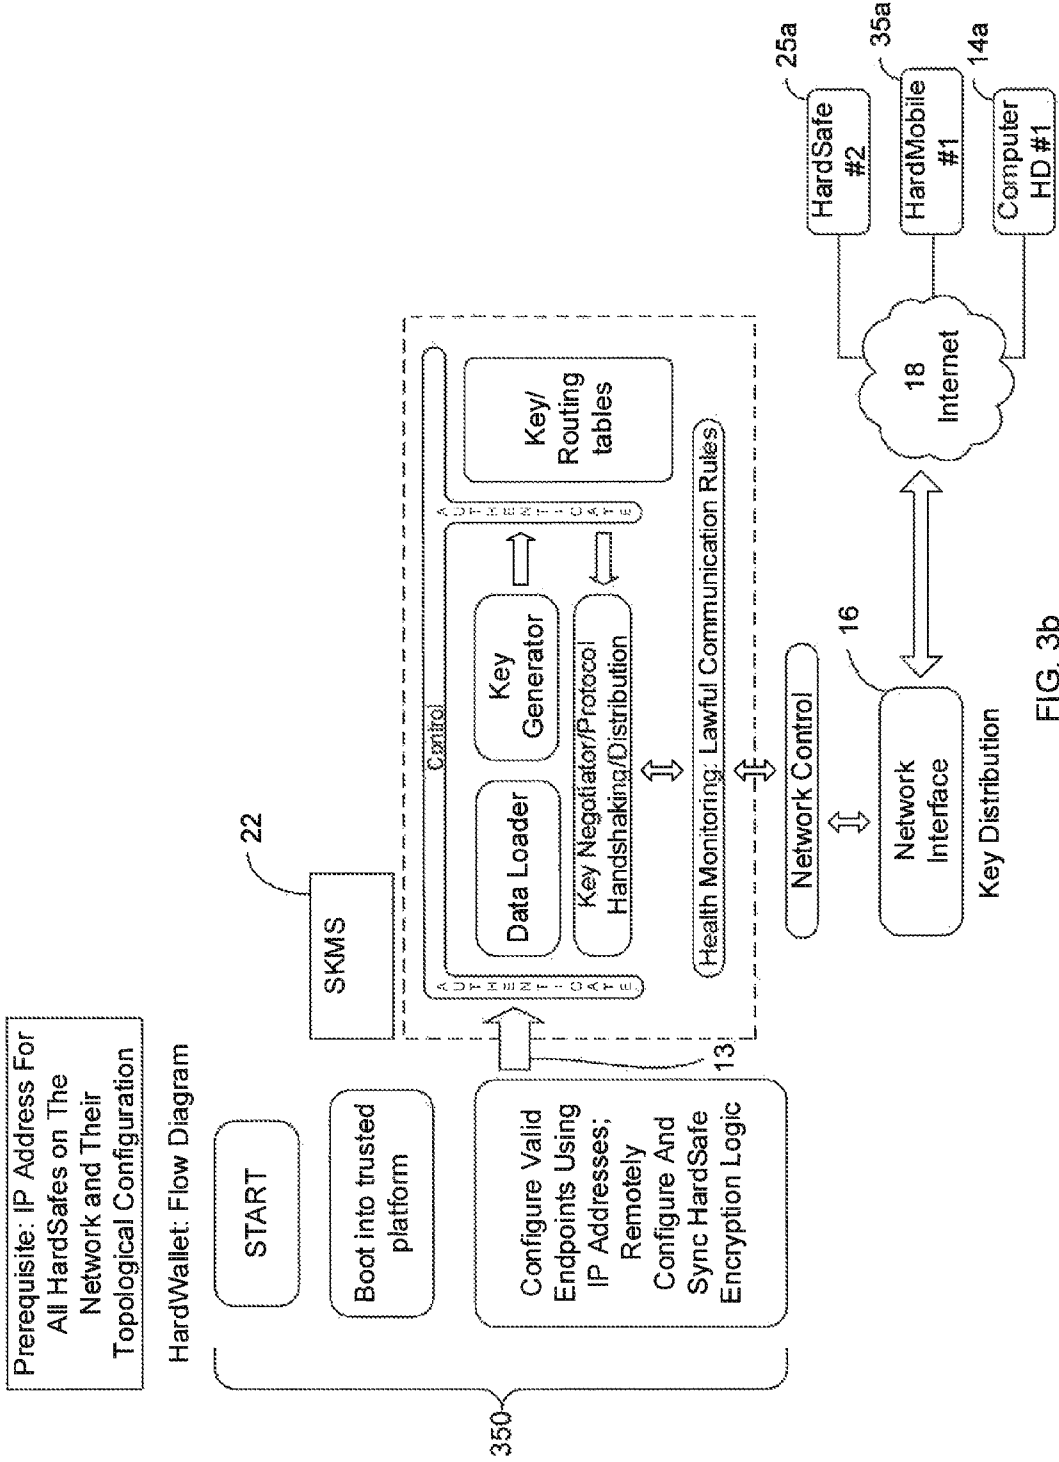 Prerequisite: IP Address For
All HardSafes on The
Network and Their
Topological Configuration
HardWallet: Flow Diagram
START
Boot into trusted
platform
Configure Valid
Endpoints Using
IP Addresses;
Remotely
Configure And
Sync HardSafe
Encryption Logic
350
13
SKMS
22
Control
AUTHENTICATE
Data Loader
Key
Generator
Key Negotiator/Protocol
Handshaking/Distribution
AUTHENTICATE
Key/
Routing
tables
Health Monitoring: Lawful Communication Rules
Network Control
16
Network
Interface
Key Distribution
18
Internet
HardSafe
#2
25a
HardMobile
#1
35a
Computer
HD #1
14a
FIG. 3b